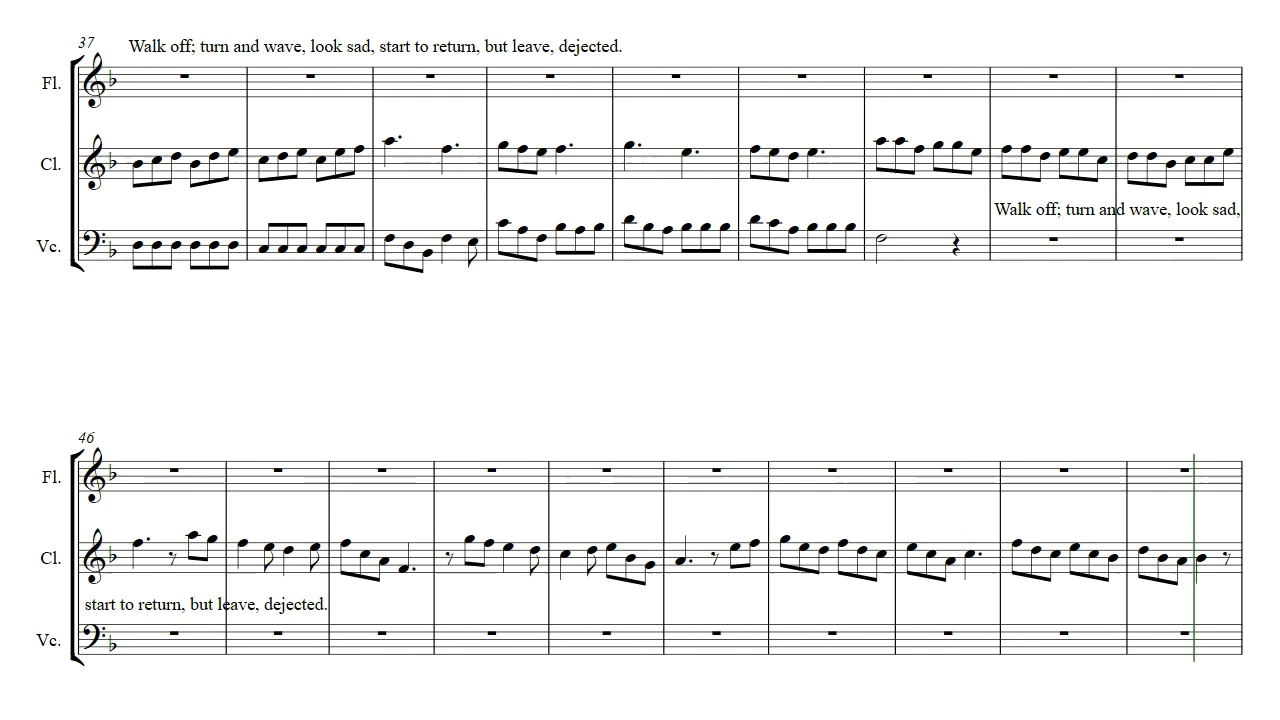 37
Walk off; turn and wave, look sad, start to return, but leave, dejected.
Fl.
Cl.
Walk off; turn and wave, look sad,
Vc.
46
Fl.
Cl.
start to return, but leave, dejected.
Vc.